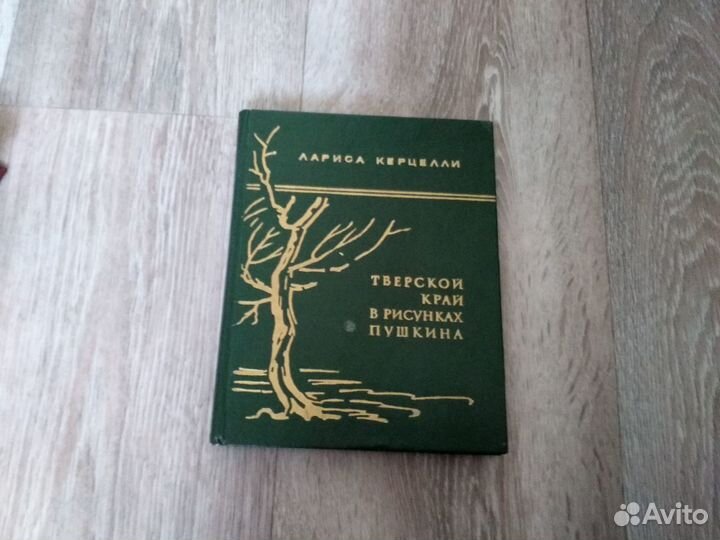 ЛАРИСА КЕРЦЕЛЛИ
ТВЕРСКОЙ
КРАЙ
В РИСУНКАХ
ПУШКИНА
Avito